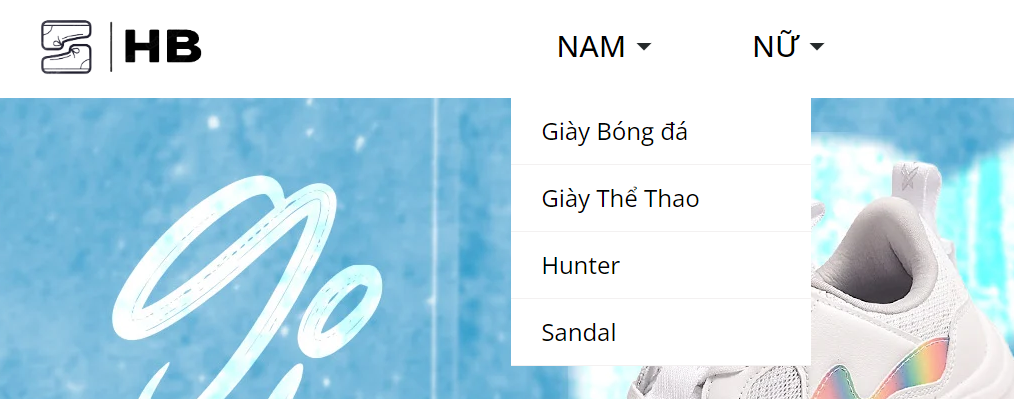 HB
NAM
NỮ
Giày Bóng đá
Giày Thể Thao
Hunter
Sandal